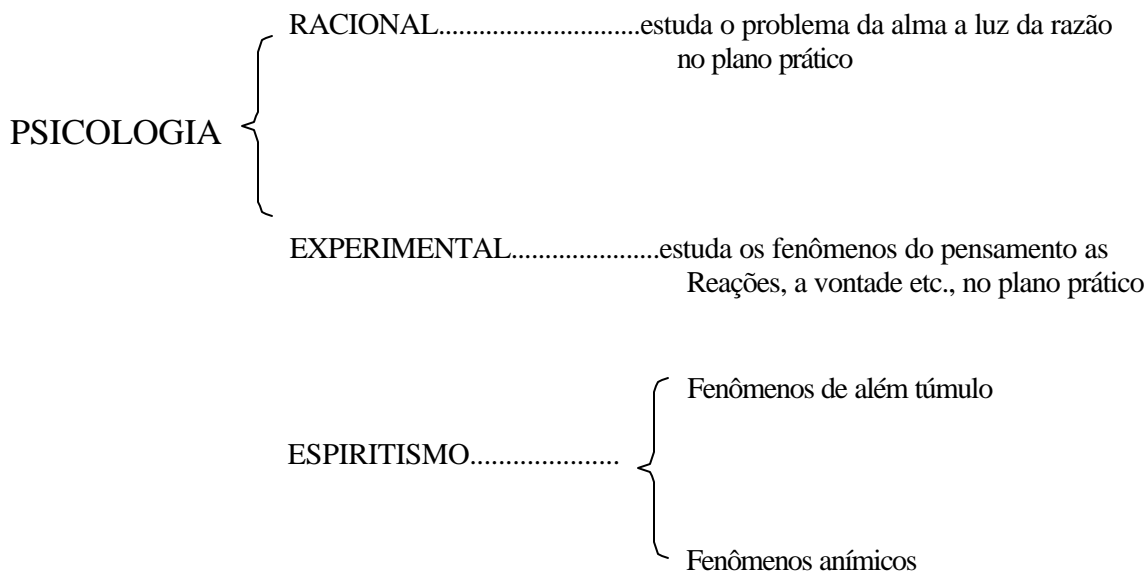 RACIONAL..............................estuda o problema da alma a luz da razão
no plano prático
PSICOLOGIA
EXPERIMENTAL......................estuda os fenômenos do pensamento as
Reações, a vontade etc., no plano prático
Fenômenos de além túmulo
ESPIRITISMO.....................
Fenômenos anímicos